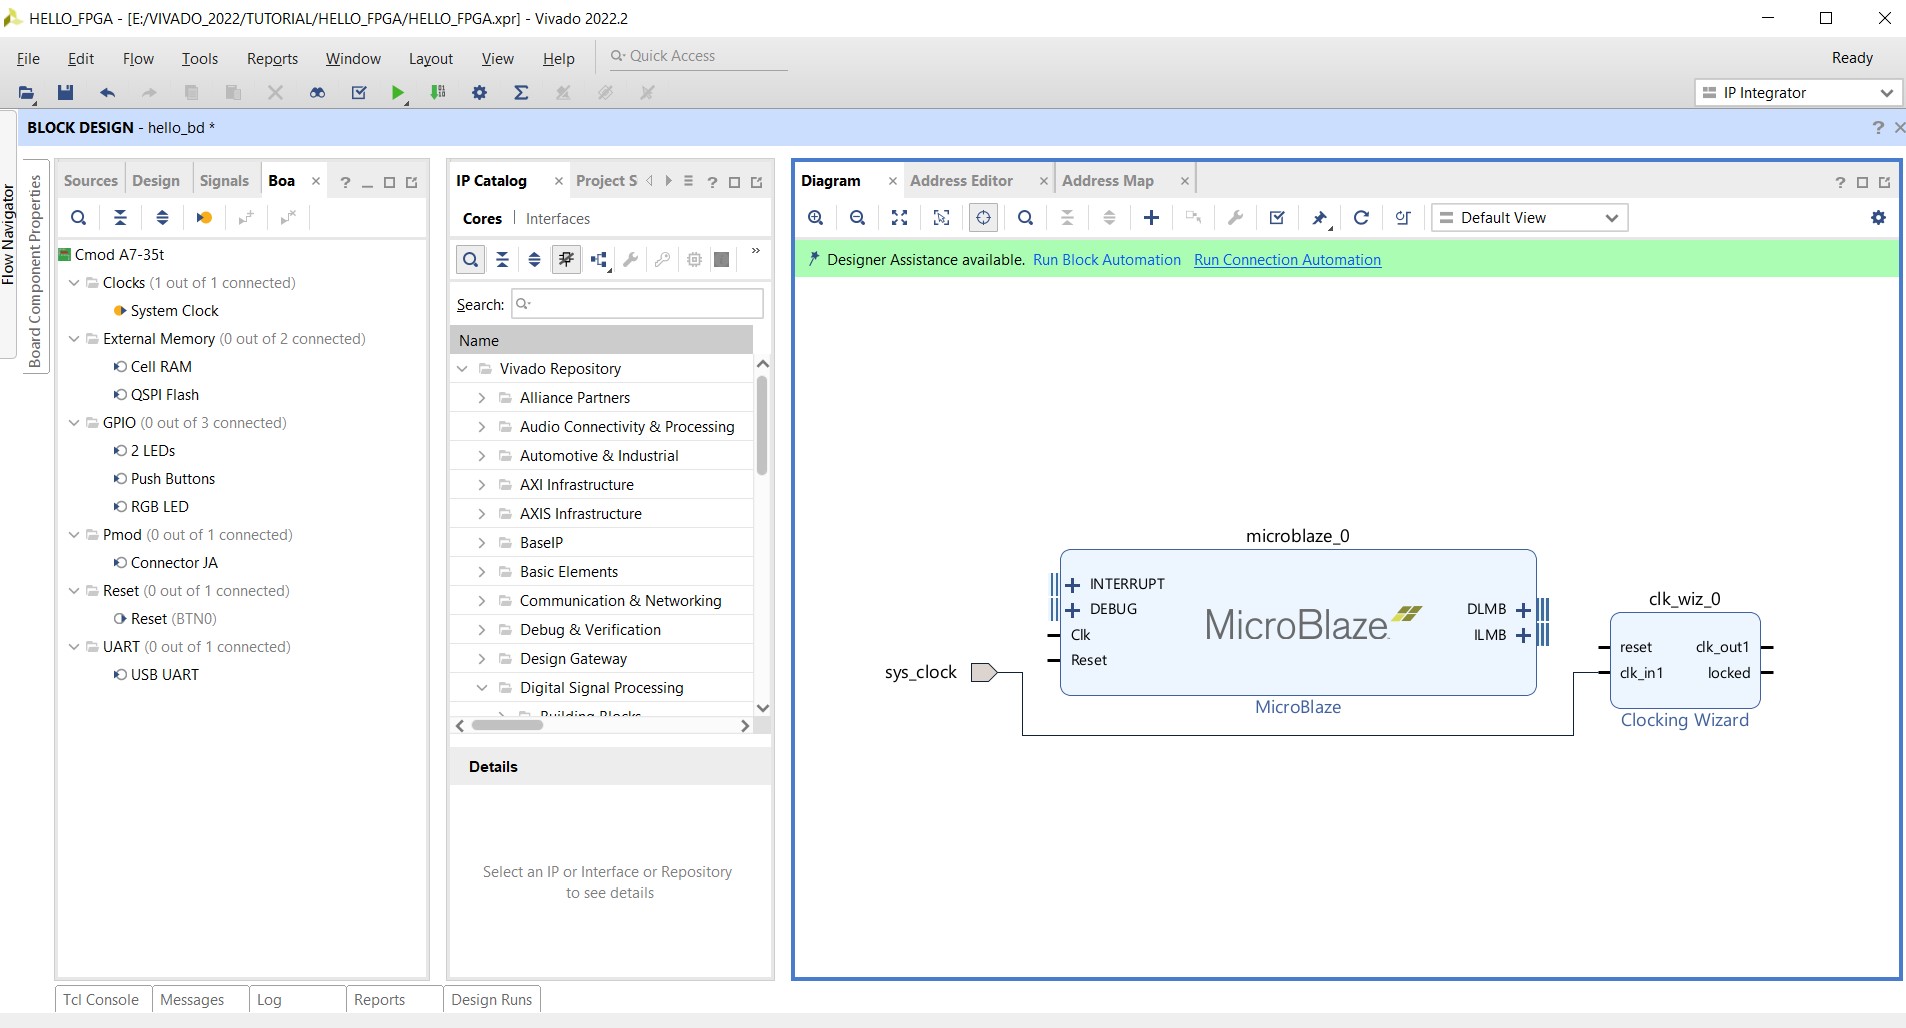 HELLO_FPGA - [E:/VIVADO_2022/TUTORIAL/HELLO_FPGA/HELLO_FPGA.xpr] - Vivado 2022.2
File Edit Flow Tools Reports Window Layout View Help Quick Access Ready
IP Integrator
BLOCK DESIGN - hello_bd *
Flow Navigator
Board Component Properties
Sources Design Signals Boa
Cmod A7-35t
Clocks (1 out of 1 connected)
System Clock
External Memory (0 out of 2 connected)
Cell RAM
QSPI Flash
GPIO (0 out of 3 connected)
2 LEDs
Push Buttons
RGB LED
Pmod (0 out of 1 connected)
Connector JA
Reset (0 out of 1 connected)
Reset (BTN0)
UART (0 out of 1 connected)
USB UART
IP Catalog Project S
Cores Interfaces
Search:
Name
Vivado Repository
Alliance Partners
Audio Connectivity & Processing
Automotive & Industrial
AXI Infrastructure
AXIS Infrastructure
BaseIP
Basic Elements
Communication & Networking
Debug & Verification
Design Gateway
Digital Signal Processing
Building Blocks
Details
Select an IP or Interface or Repository
to see details
Diagram Address Editor Address Map
Default View
Designer Assistance available. Run Block Automation Run Connection Automation
microblaze_0
INTERRUPT
DEBUG
Clk
Reset
MicroBlaze
DLMB
ILMB
MicroBlaze
sys_clock
clk_wiz_0
reset clk_out1
clk_in1 locked
Clocking Wizard
Tcl Console Messages Log Reports Design Runs